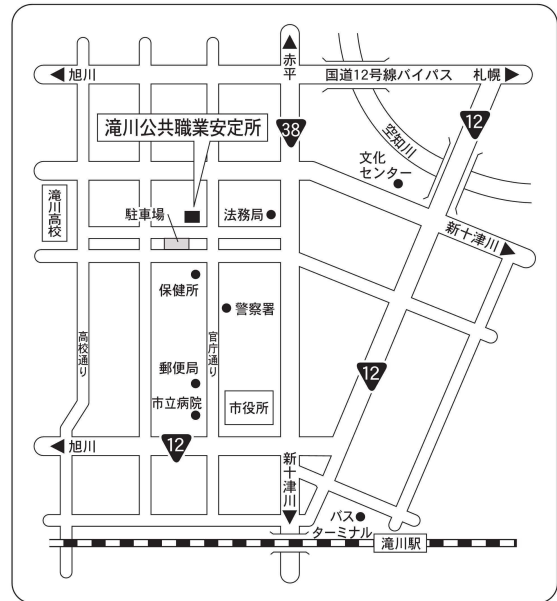 旭川
赤平
国道12号線バイパス
札幌
滝川公共職業安定所
38
12
空知川
文化
センター
滝川高校
駐車場
法務局
新十津川
保健所
警察署
高校通り
官庁通り
郵便局
12
市立病院
市役所
旭川
12
新十津川
バス
ターミナル
滝川駅